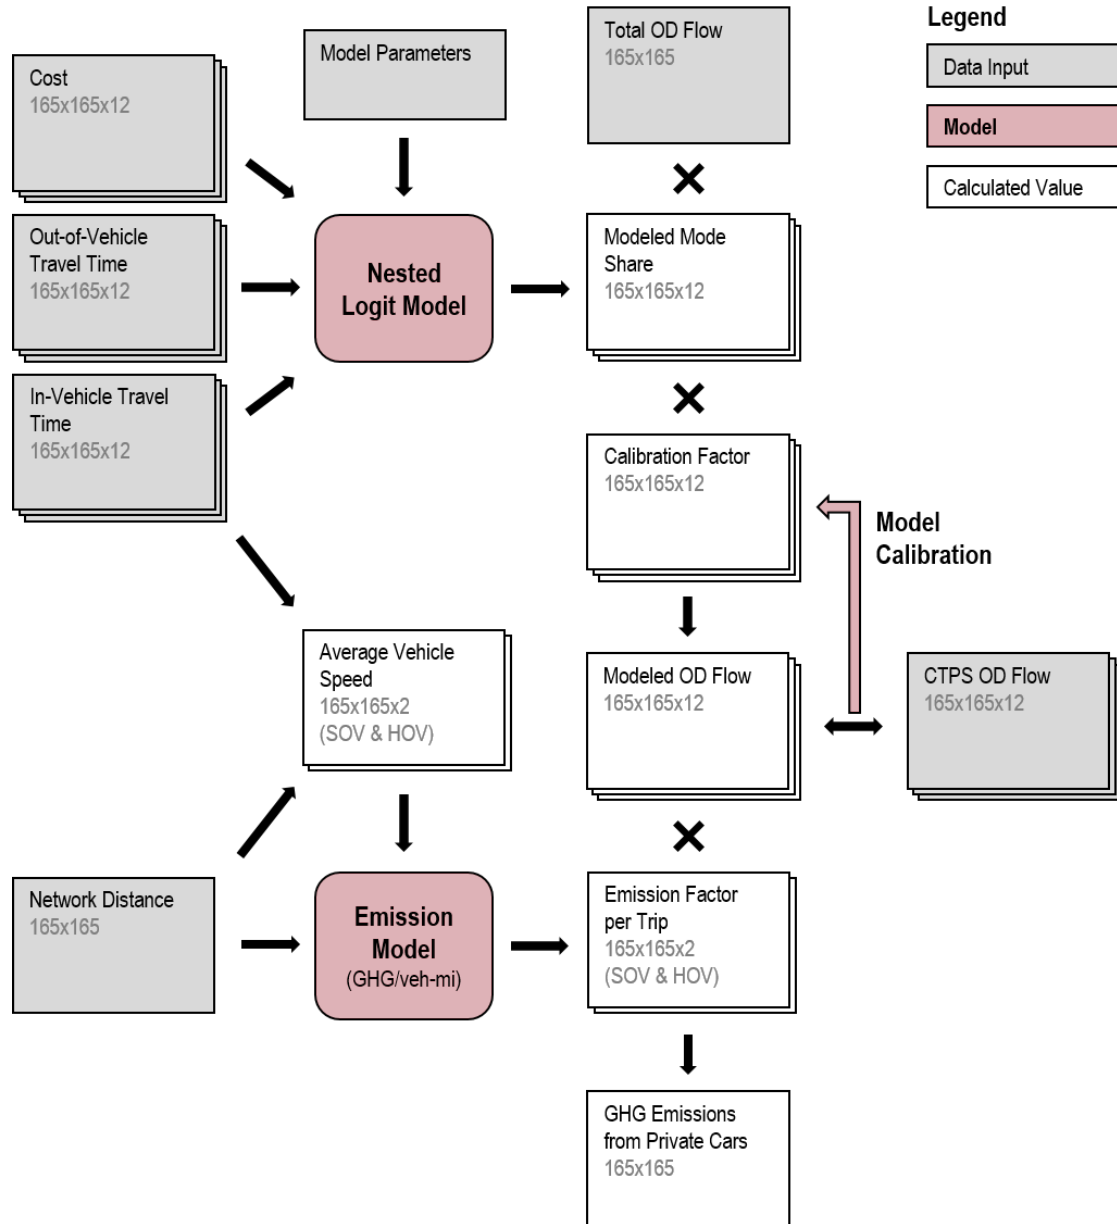 Legend
Data Input
Model
Calculated Value
Cost
165x165x12
Model Parameters
Total OD Flow
165x165
Out-of-Vehicle
Travel Time
165x165x12
Nested
Logit Model
Modeled Mode
Share
165x165x12
In-Vehicle Travel
Time
165x165x12
Calibration Factor
165x165x12
Model
Calibration
Average Vehicle
Speed
165x165x2
(SOV & HOV)
Modeled OD Flow
165x165x12
CTPS OD Flow
165x165x12
Network Distance
165x165
Emission
Model
(GHG/veh-mi)
Emission Factor
per Trip
165x165x2
(SOV & HOV)
GHG Emissions
from Private Cars
165x165